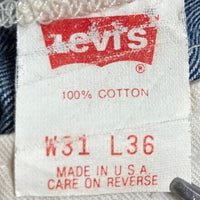 LEVI'S
100% COTTON
W31 L36
MADE IN U.S.A.
CARE ON REVERSE